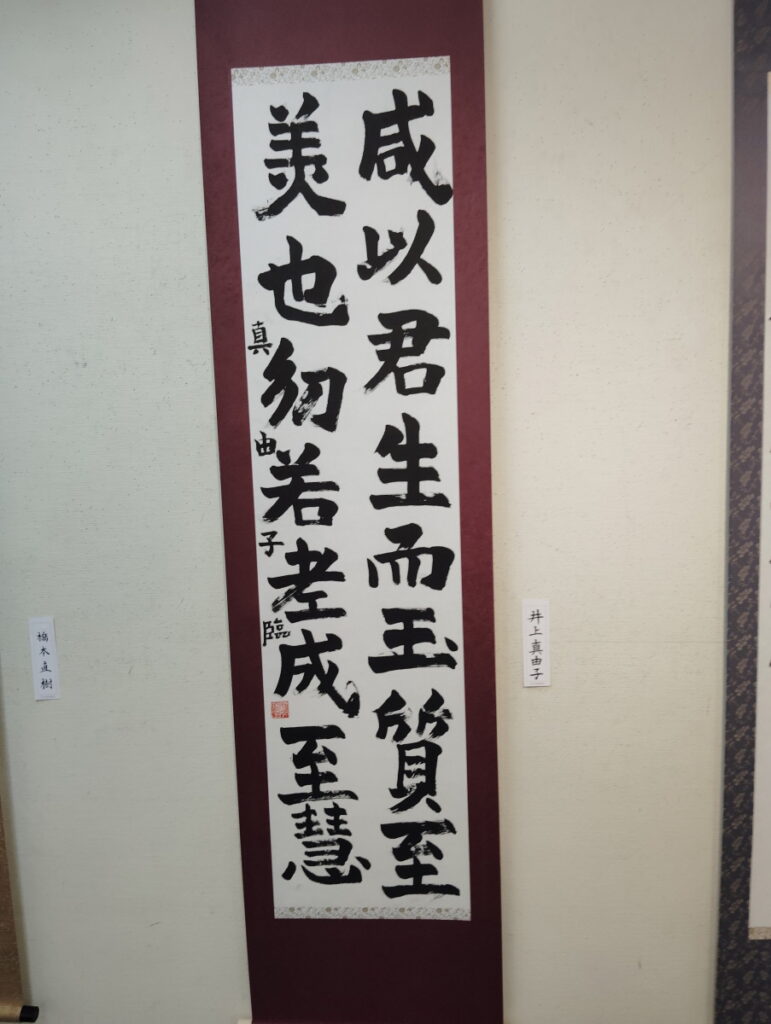 咸以君生而玉質至
美也幼若老成至慧
真由子臨
井上真由子
橋本直樹